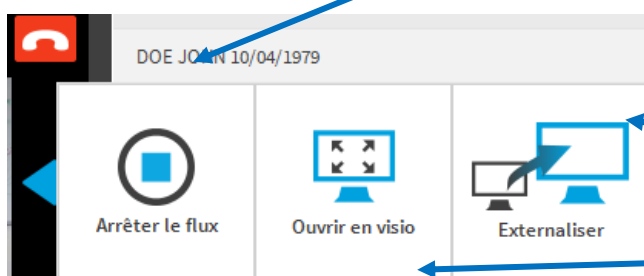 DOE JOHN 10/04/1979
Arrêter le flux
Ouvrir en visio
Externaliser